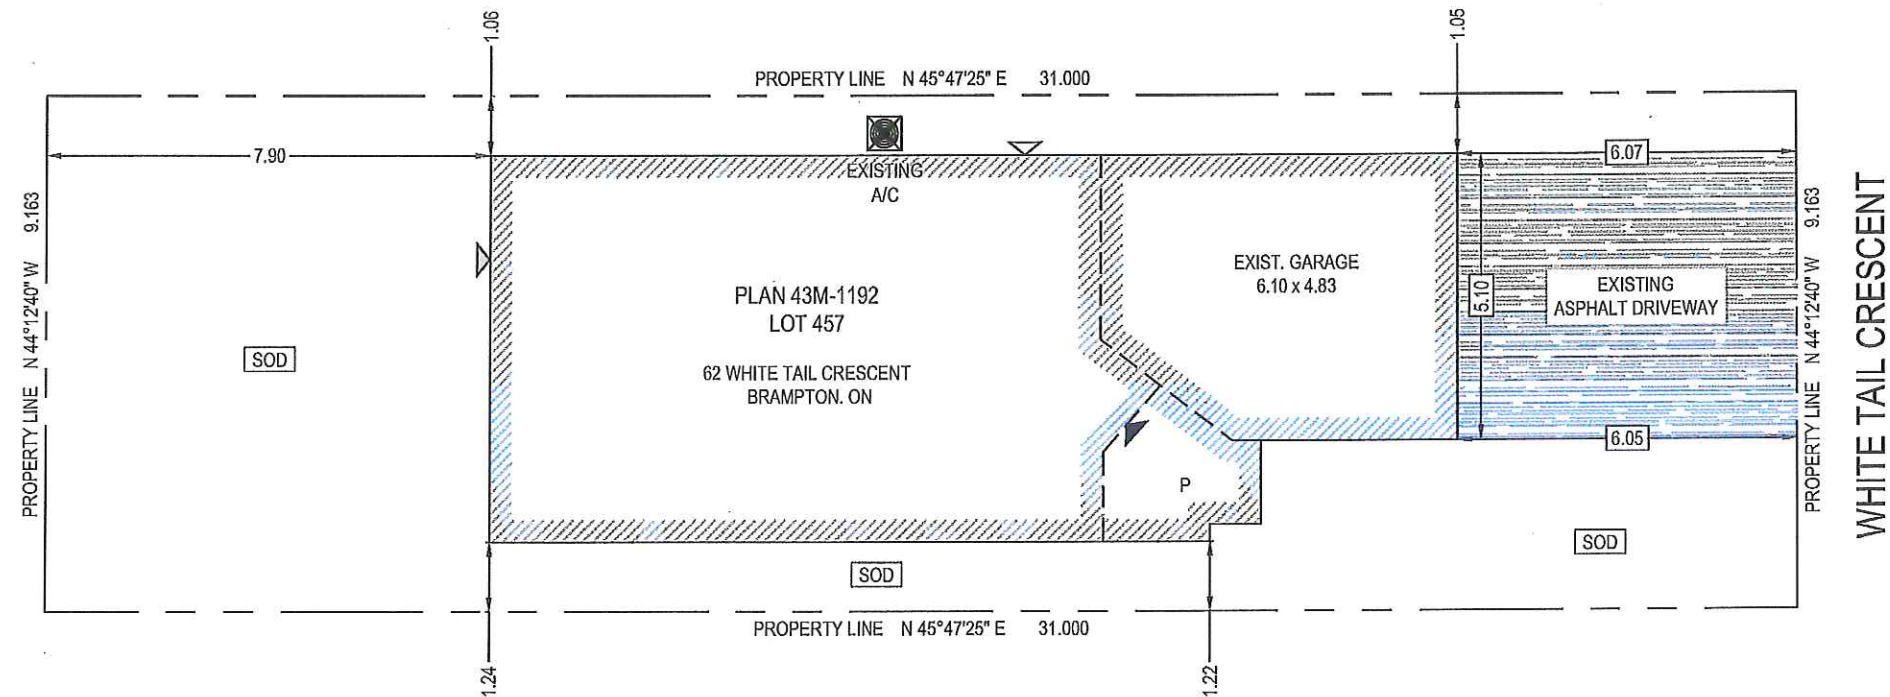 1.06
1.05
PROPERTY LINE N 45°47'25" E 31.000
7.90
6.07
EXISTING
A/C
PROPERTY LINE N 44°12'40" W 9.163
EXIST. GARAGE
6.10 x 4.83
5.10
EXISTING
ASPHALT DRIVEWAY
PROPERTY LINE N 44°12'40" W 9.163
WHITE TAIL CRESCENT
PLAN 43M-1192
LOT 457
SOD
62 WHITE TAIL CRESCENT
BRAMPTON. ON
6.05
P
SOD
SOD
PROPERTY LINE N 45°47'25" E 31.000
1.24
1.22